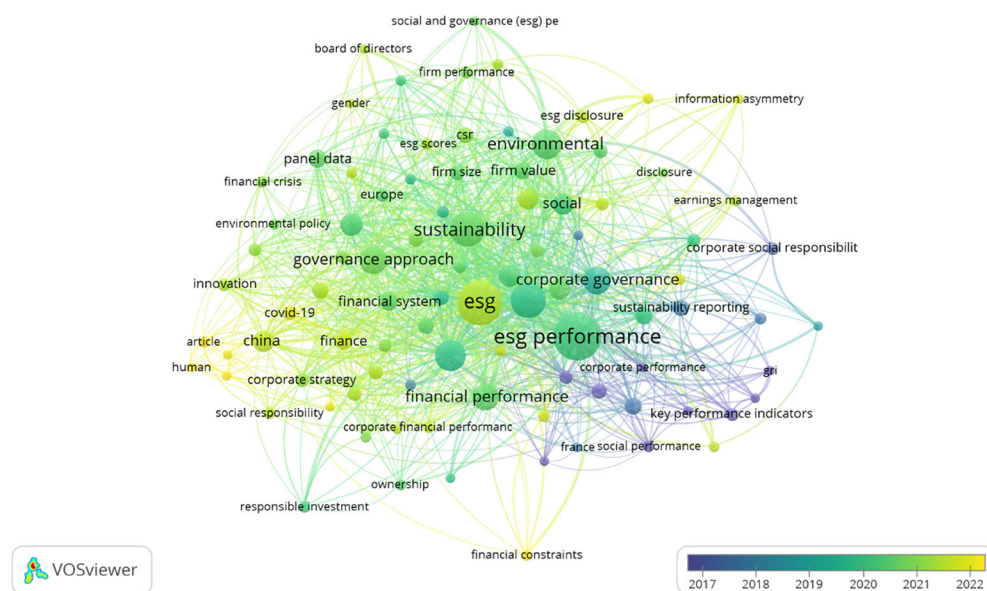 social and governance (esg) pe
board of directors
firm performance
gender
information asymmetry
esg disclosure
csr
esg scores
environmental
panel data
firm size
firm value
disclosure
financial crisis
europe
social
earnings management
environmental policy
sustainability
corporate social responsibilit
governance approach
corporate governance
innovation
financial system
esg
sustainability reporting
covid-19
article
china
finance
esg performance
human
corporate performance
gri
corporate strategy
financial performance
social responsibility
key performance indicators
corporate financial performanc
france
social performance
ownership
responsible investment
financial constraints
VOSviewer
2017 2018 2019 2020 2021 2022